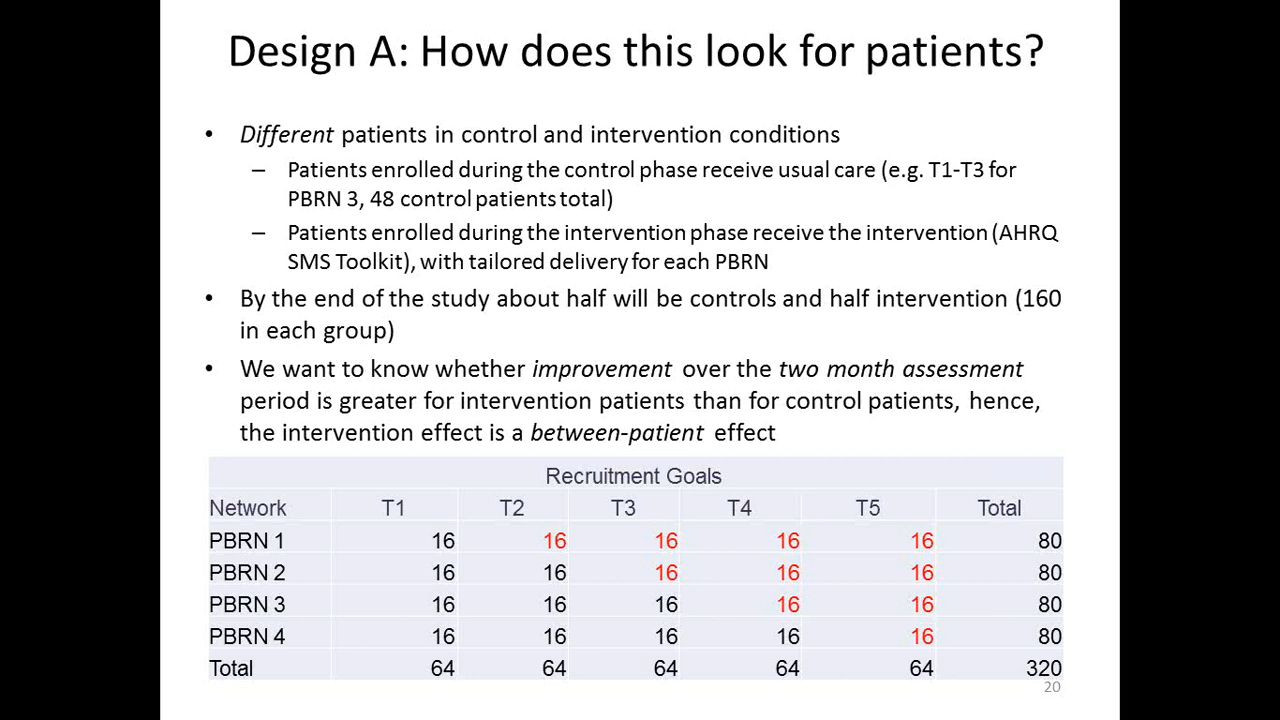 Design A: How does this look for patients?
• Different patients in control and intervention conditions
– Patients enrolled during the control phase receive usual care (e.g. T1-T3 for
PBRN 3, 48 control patients total)
– Patients enrolled during the intervention phase receive the intervention (AHRQ
SMS Toolkit), with tailored delivery for each PBRN
• By the end of the study about half will be controls and half intervention (160
in each group)
• We want to know whether improvement over the two month assessment
period is greater for intervention patients than for control patients, hence,
the intervention effect is a between-patient effect
Recruitment Goals
Network T1 T2 T3 T4 T5 Total
PBRN 1 16 16 16 16 16 80
PBRN 2 16 16 16 16 16 80
PBRN 3 16 16 16 16 16 80
PBRN 4 16 16 16 16 16 80
Total 64 64 64 64 64 320
20